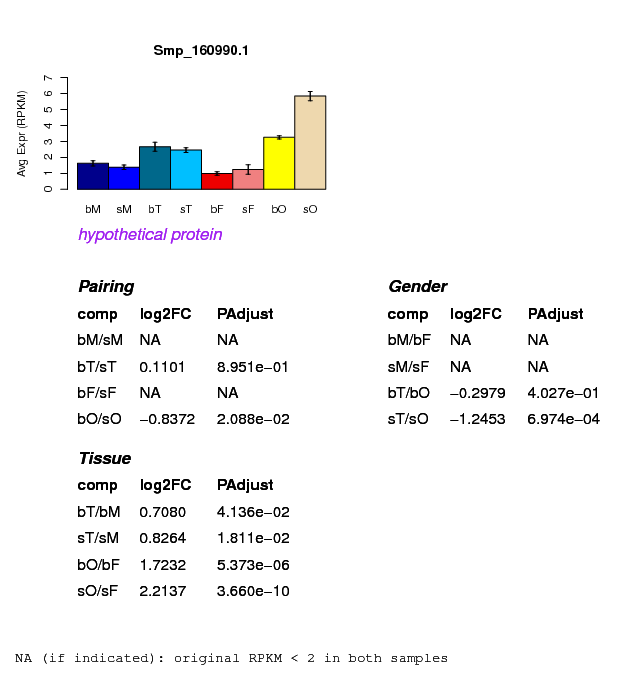 Smp_160990.1
Avg Expr (RPKM)
7
6
5
4
3
2
1
0
bM sM bT sT bF sF bO sO
hypothetical protein
Pairing
comp log2FC PAdjust
bM/sM NA NA
bT/sT 0.1101 8.951e−01
bF/sF NA NA
bO/sO −0.8372 2.088e−02
Gender
comp log2FC PAdjust
bM/bF NA NA
sM/sF NA NA
bT/bO −0.2979 4.027e−01
sT/sO −1.2453 6.974e−04
Tissue
comp log2FC PAdjust
bT/bM 0.7080 4.136e−02
sT/sM 0.8264 1.811e−02
bO/bF 1.7232 5.373e−06
sO/sF 2.2137 3.660e−10
NA (if indicated): original RPKM < 2 in both samples